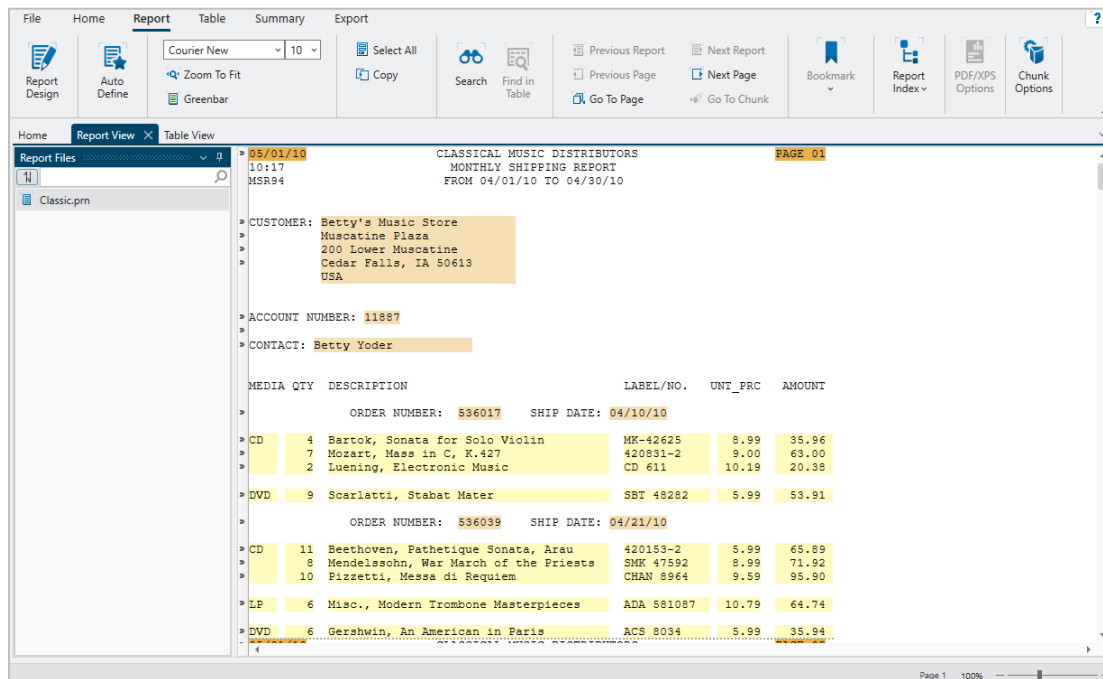 File Home Report Table Summary Export ?
Report Design
Auto Define
Courier New 10
Zoom To Fit
Greenbar
Select All
Copy
Search
Find in Table
Previous Report
Previous Page
Go To Page
Next Report
Next Page
Go To Chunk
Bookmark
Report Index
PDF/XPS Options
Chunk Options
Home Report View Table View
Report Files
Classic.prn
05/01/10 CLASSICAL MUSIC DISTRIBUTORS PAGE 01
10:17 MONTHLY SHIPPING REPORT
MSR94 FROM 04/01/10 TO 04/30/10
CUSTOMER: Betty's Music Store
Muscatine Plaza
200 Lower Muscatine
Cedar Falls, IA 50613
USA
ACCOUNT NUMBER: 11887
CONTACT: Betty Yoder
MEDIA QTY DESCRIPTION LABEL/NO. UNT_PRC AMOUNT
ORDER NUMBER: 536017 SHIP DATE: 04/10/10
CD 4 Bartok, Sonata for Solo Violin MK-42625 8.99 35.96
7 Mozart, Mass in C, K.427 420831-2 9.00 63.00
2 Luening, Electronic Music CD 611 10.19 20.38
DVD 9 Scarlatti, Stabat Mater SBT 48282 5.99 53.91
ORDER NUMBER: 536039 SHIP DATE: 04/21/10
CD 11 Beethoven, Pathetique Sonata, Arau 420153-2 5.99 65.89
8 Mendelssohn, War March of the Priests SMK 47592 8.99 71.92
10 Pizzetti, Messa di Requiem CHAN 8964 9.59 95.90
LP 6 Misc., Modern Trombone Masterpieces ADA 581087 10.79 64.74
DVD 6 Gershwin, An American in Paris ACS 8034 5.99 35.94
Page 1 100%